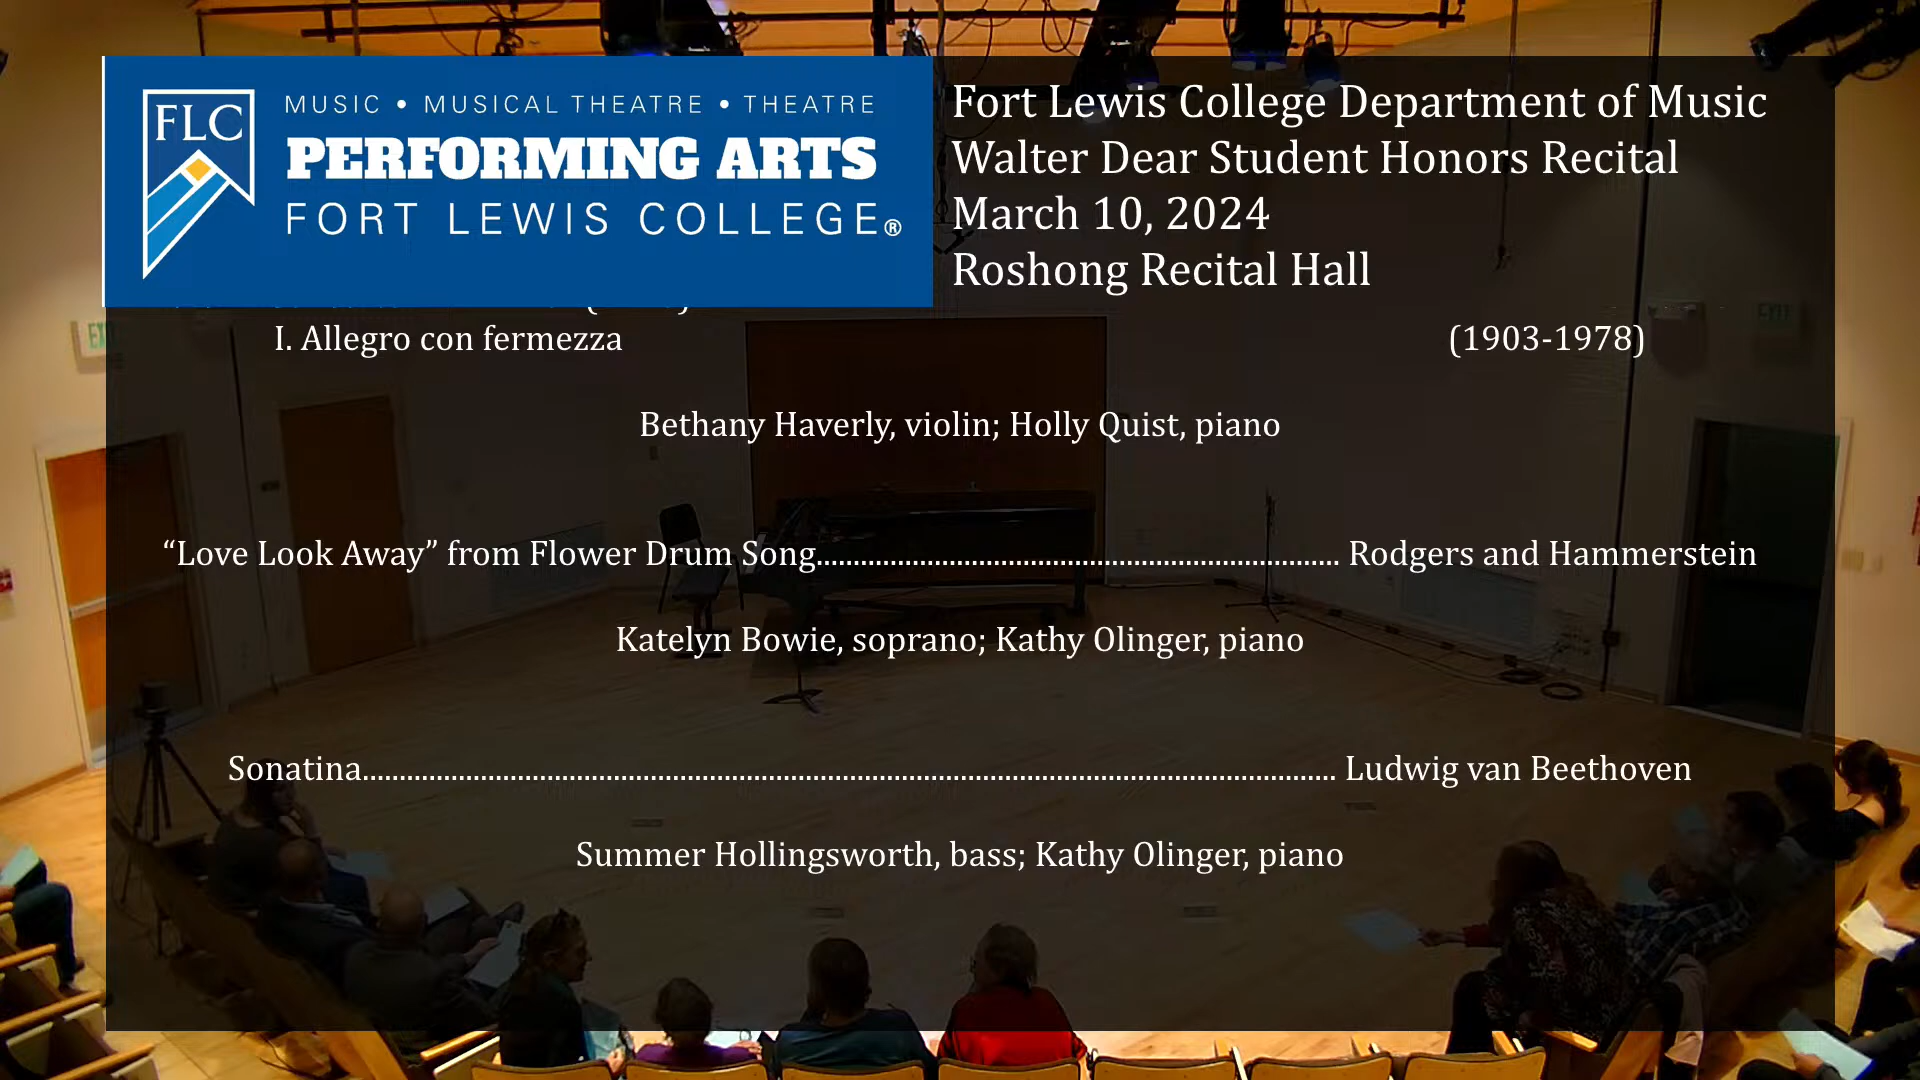 FLC
MUSIC • MUSICAL THEATRE • THEATRE
PERFORMING ARTS
FORT LEWIS COLLEGE®
Fort Lewis College Department of Music
Walter Dear Student Honors Recital
March 10, 2024
Roshong Recital Hall
I. Allegro con fermezza (1903-1978)
Bethany Haverly, violin; Holly Quist, piano
“Love Look Away” from Flower Drum Song........................................................................ Rodgers and Hammerstein
Katelyn Bowie, soprano; Kathy Olinger, piano
Sonatina...................................................................................................................................... Ludwig van Beethoven
Summer Hollingsworth, bass; Kathy Olinger, piano